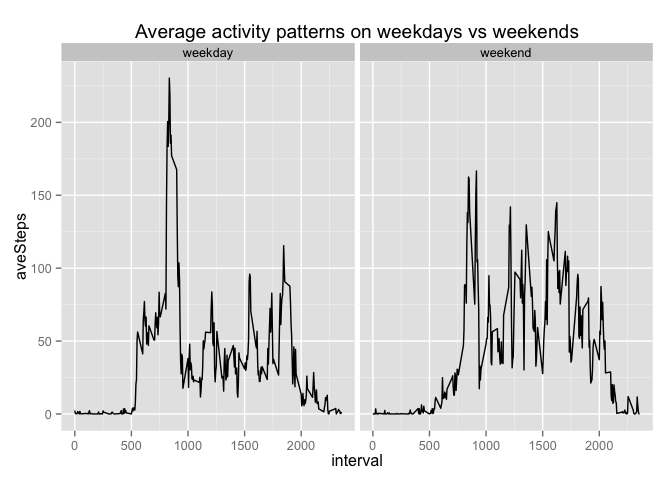 Average activity patterns on weekdays vs weekends
weekday weekend
aveSteps
200
150
100
50
0
0 500 1000 1500 2000 0 500 1000 1500 2000
interval